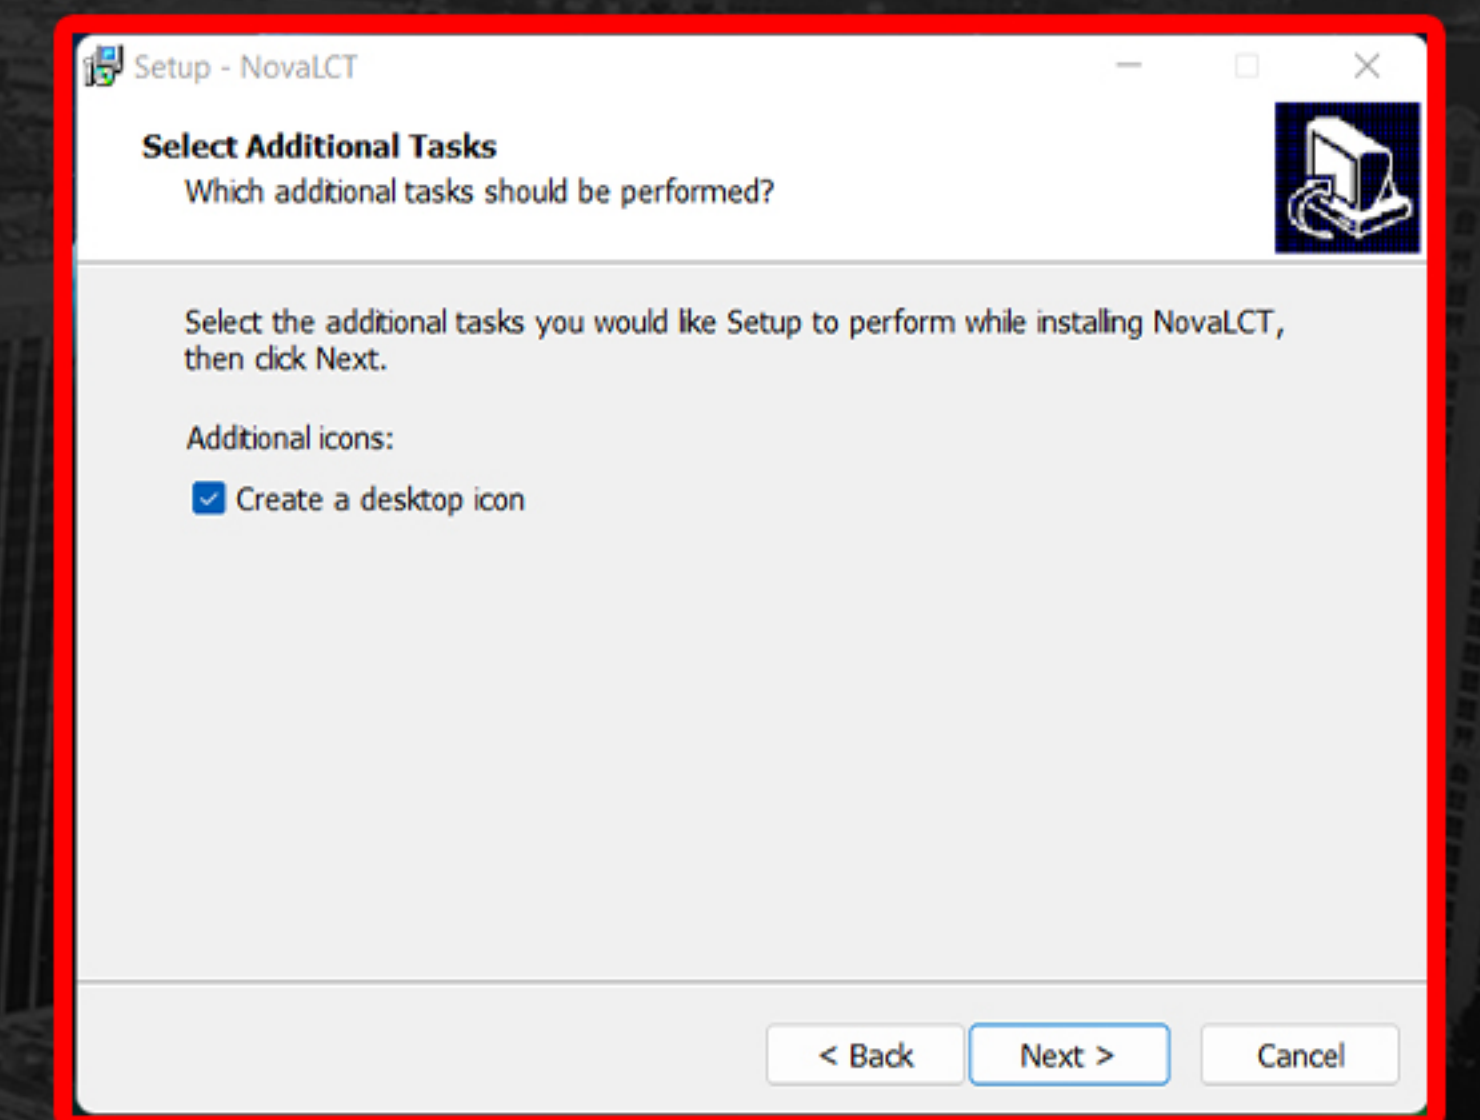 Setup - NovaLCT
Select Additional Tasks
Which additional tasks should be performed?
Select the additional tasks you would like Setup to perform while installing NovaLCT,
then click Next.
Additional icons:
Create a desktop icon
< Back
Next >
Cancel